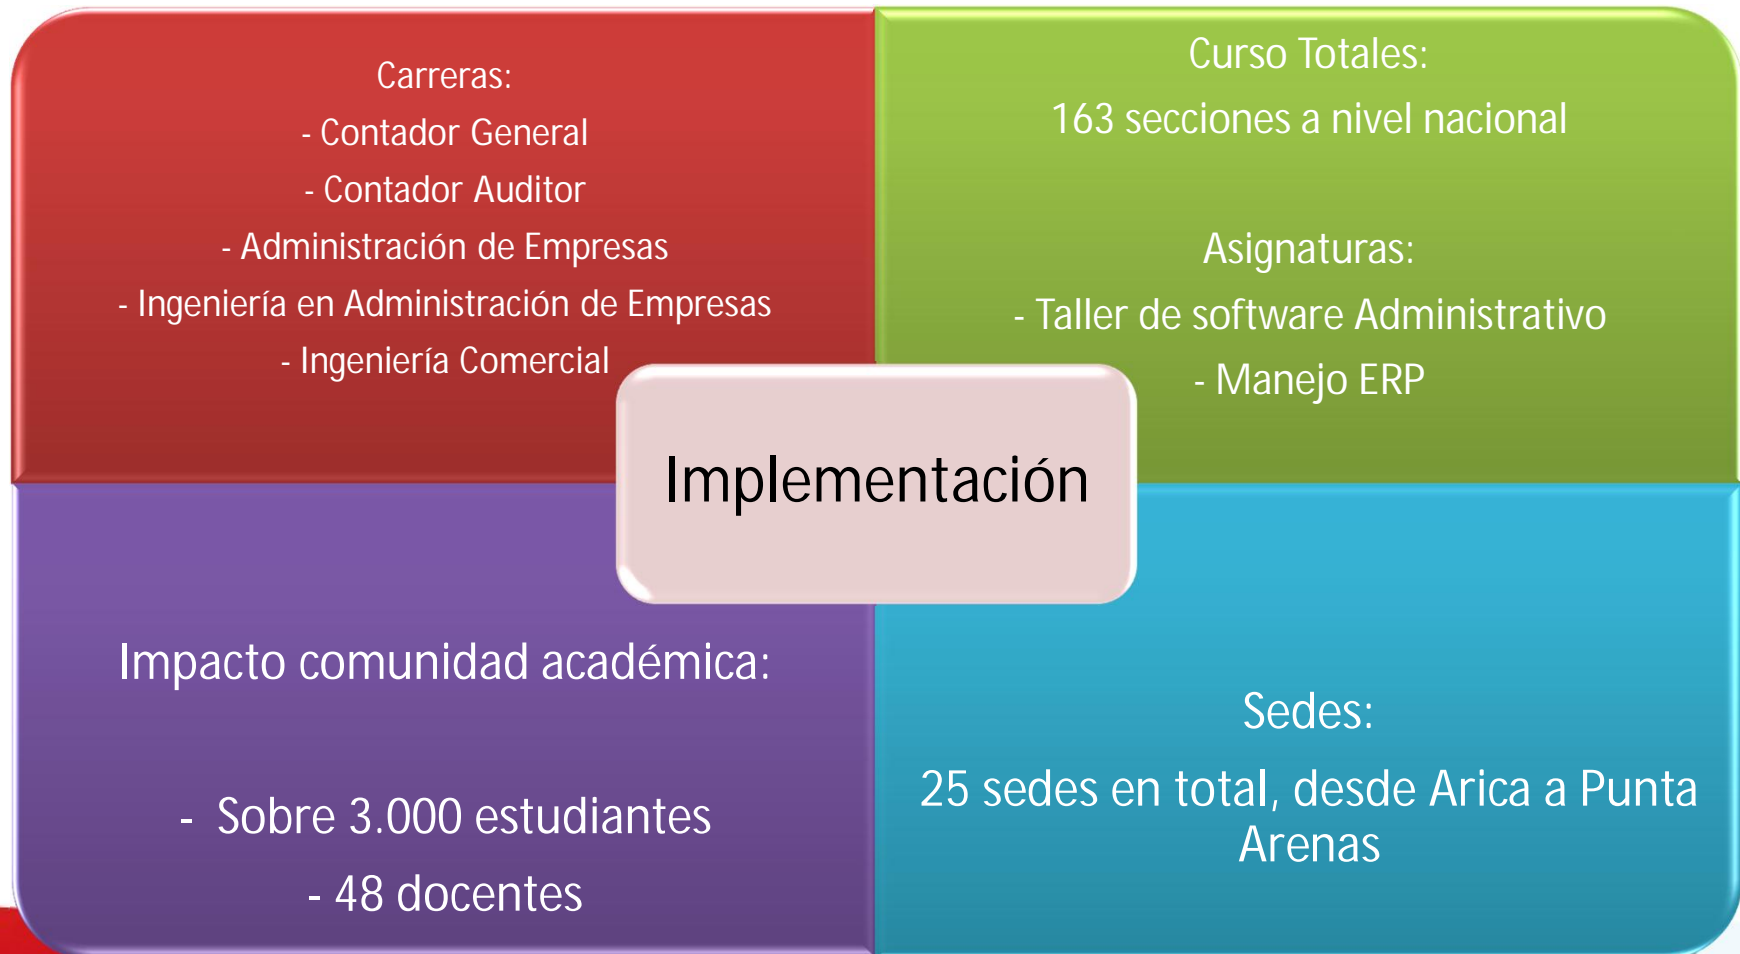 Carreras:
- Contador General
- Contador Auditor
- Administración de Empresas
- Ingeniería en Administración de Empresas
- Ingeniería Comercial
Curso Totales:
163 secciones a nivel nacional
Asignaturas:
- Taller de software Administrativo
- Manejo ERP
Implementación
Impacto comunidad académica:
- Sobre 3.000 estudiantes
- 48 docentes
Sedes:
25 sedes en total, desde Arica a Punta
Arenas